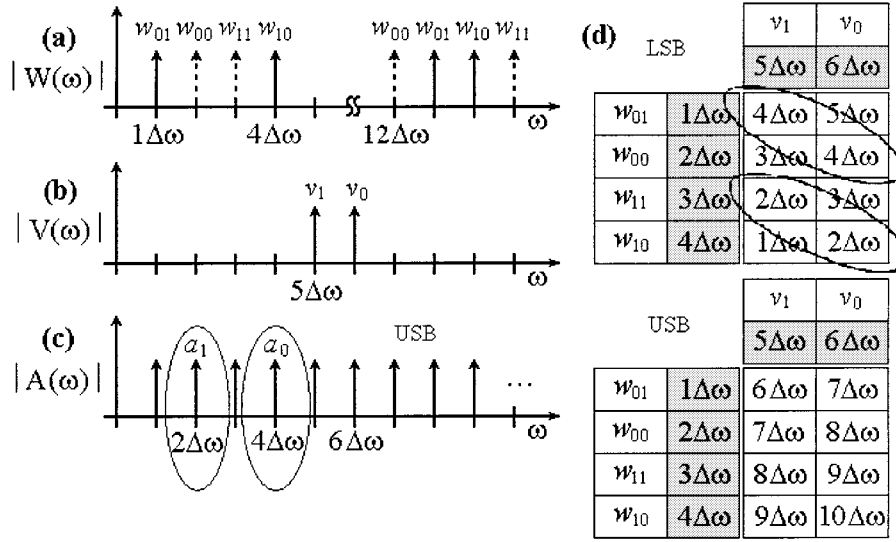 (a)
w01 w00 w11 w10 w00 w01 w10 w11
| W(ω) |
1Δω 4Δω 12Δω ω
(b)
v1 v0
| V(ω) |
5Δω ω
(c)
a1 a0 USB
| A(ω) |
...
2Δω 4Δω 6Δω ω
(d)
LSB v1 v0
5Δω 6Δω
w01 1Δω 4Δω 5Δω
w00 2Δω 3Δω 4Δω
w11 3Δω 2Δω 3Δω
w10 4Δω 1Δω 2Δω
USB v1 v0
5Δω 6Δω
w01 1Δω 6Δω 7Δω
w00 2Δω 7Δω 8Δω
w11 3Δω 8Δω 9Δω
w10 4Δω 9Δω 10Δω